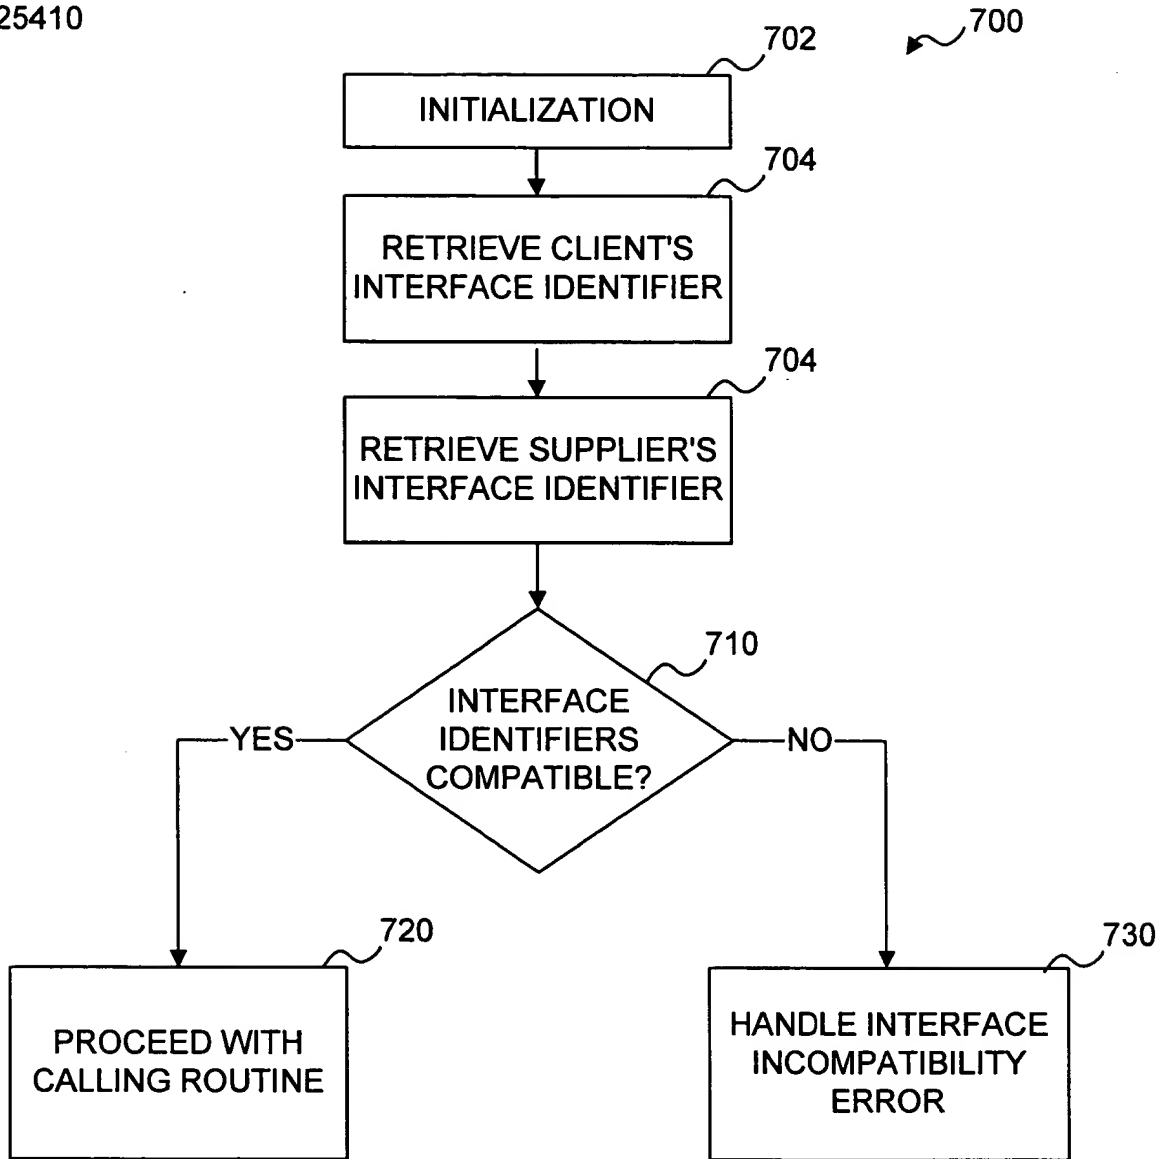 25410
700
702
INITIALIZATION
704
RETRIEVE CLIENT'S
INTERFACE IDENTIFIER
704
RETRIEVE SUPPLIER'S
INTERFACE IDENTIFIER
710
INTERFACE
IDENTIFIERS
COMPATIBLE?
YES
NO
720
PROCEED WITH
CALLING ROUTINE
730
HANDLE INTERFACE
INCOMPATIBILITY
ERROR